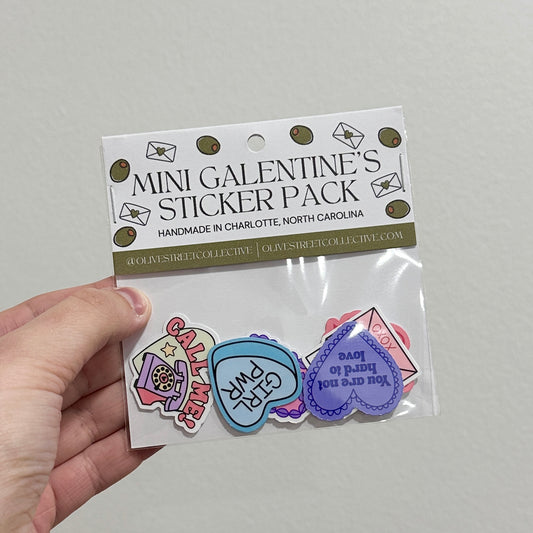 MINI GALENTINE'S
STICKER PACK
HANDMADE IN CHARLOTTE, NORTH CAROLINA
@OLIVESTREETCOLLECTIVE | OLIVESTREETCOLLECTIVE.COM
CALL
ME!
GIRL
PWR
XOXO
You are not
hard to
love